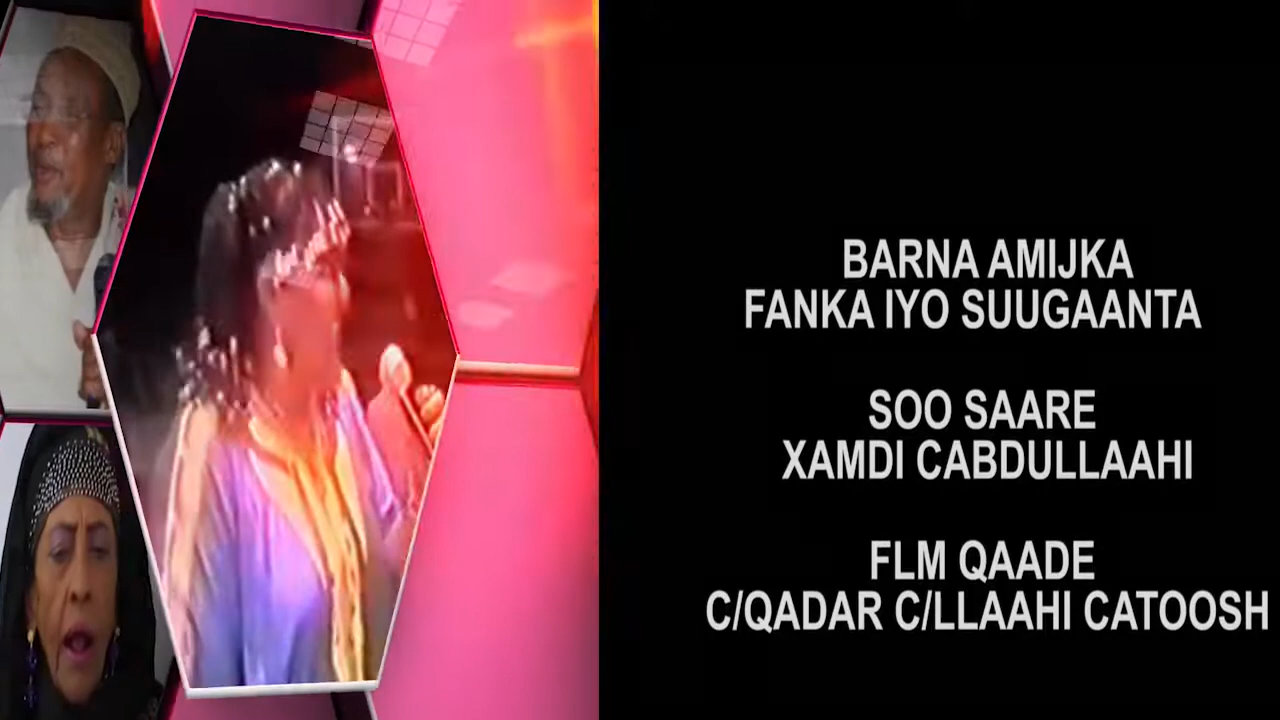 BARNA AMIJKA
FANKA IYO SUUGAANTA
SOO SAARE
XAMDI CABDULLAAHI
FLM QAADE
C/QADAR C/LLAAHI CATOOSH